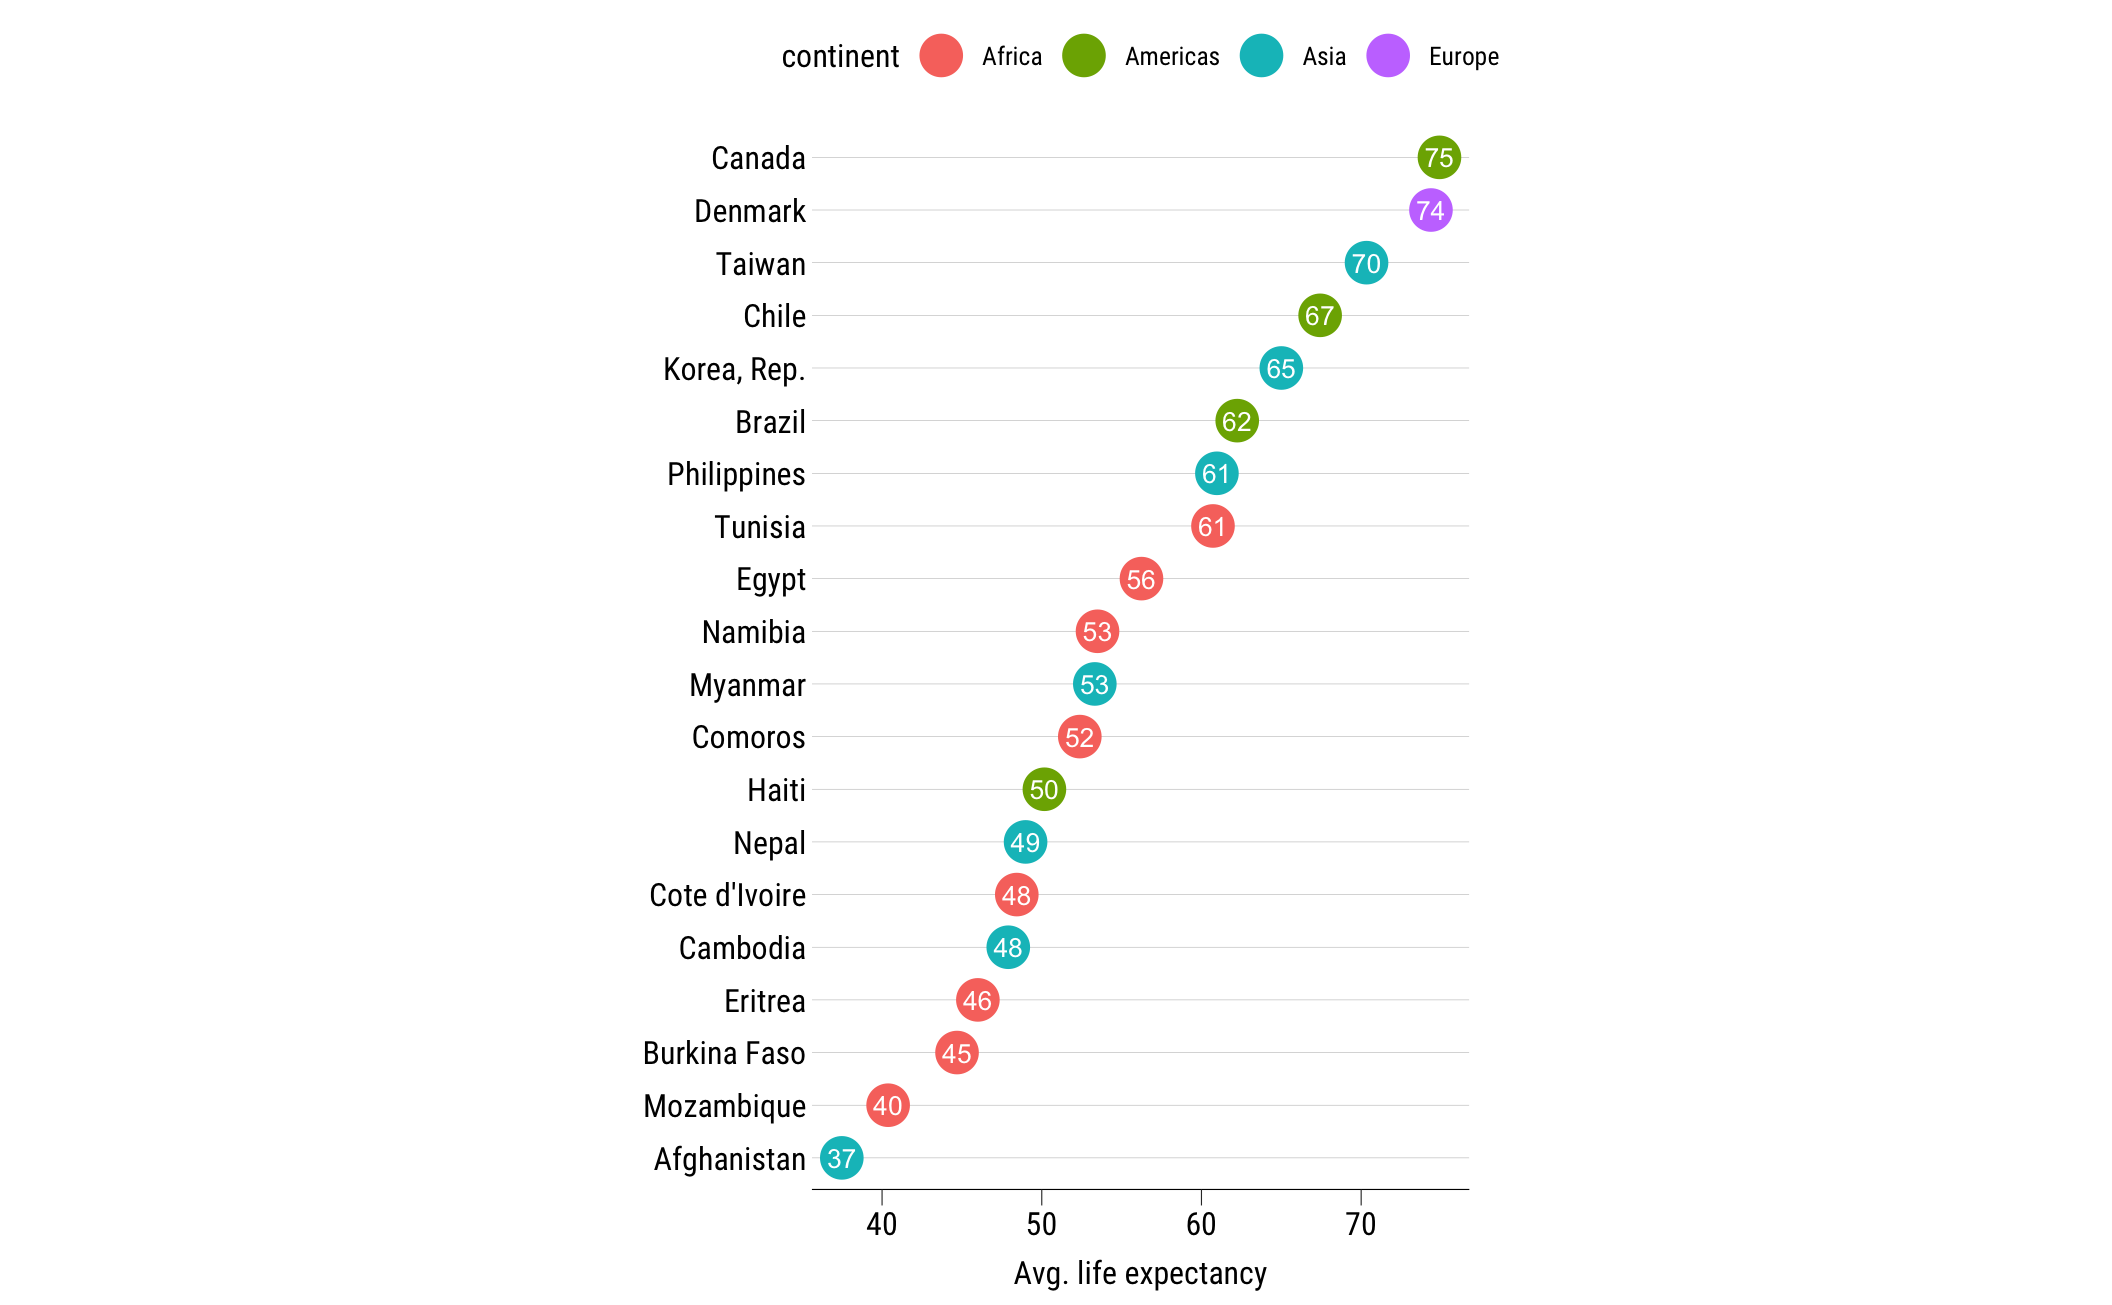 continent Africa Americas Asia Europe
Canada 75
Denmark 74
Taiwan 70
Chile 67
Korea, Rep. 65
Brazil 62
Philippines 61
Tunisia 61
Egypt 56
Namibia 53
Myanmar 53
Comoros 52
Haiti 50
Nepal 49
Cote d'Ivoire 48
Cambodia 48
Eritrea 46
Burkina Faso 45
Mozambique 40
Afghanistan 37
40 50 60 70
Avg. life expectancy